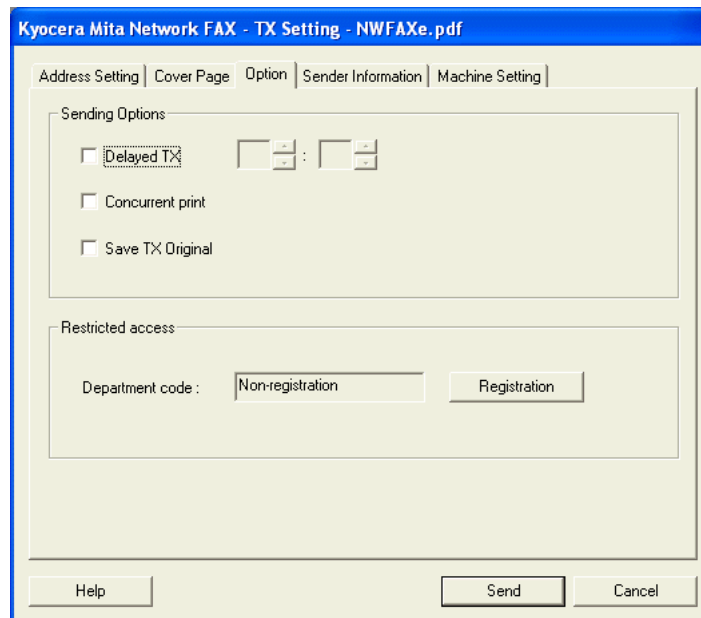 Kyocera Mita Network FAX - TX Setting - NWFAXe.pdf
Address Setting Cover Page Option Sender Information Machine Setting
Sending Options
Delayed TX :
Concurrent print
Save TX Original
Restricted access
Department code : Non-registration Registration
Help Send Cancel